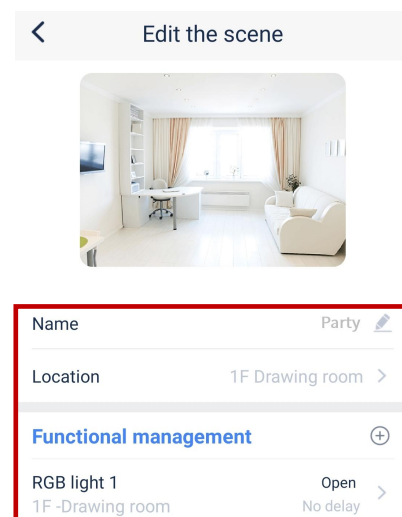 Edit the scene
Name Party
Location 1F Drawing room
Functional management
RGB light 1 Open
1F -Drawing room No delay